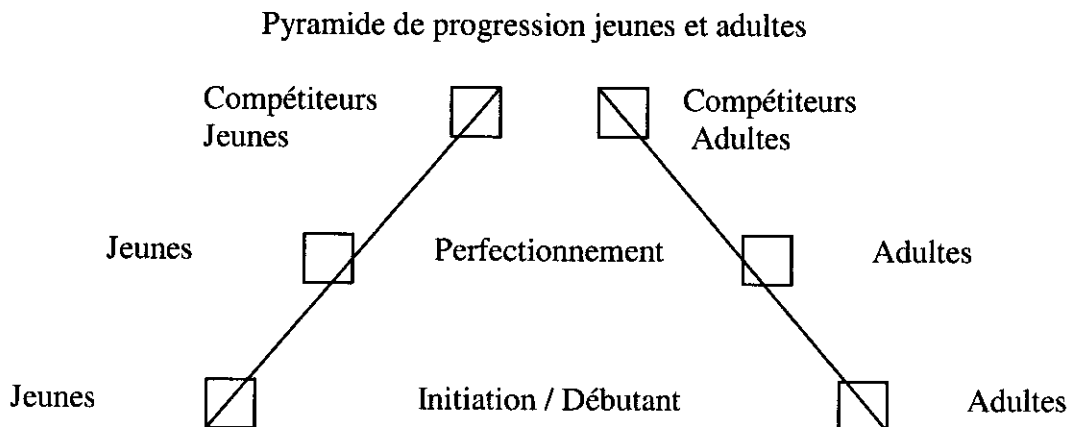 Pyramide de progression jeunes et adultes
Compétiteurs
Jeunes
Compétiteurs
Adultes
Jeunes
Perfectionnement
Adultes
Jeunes
Initiation / Débutant
Adultes